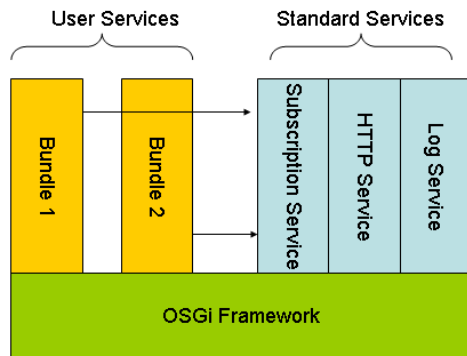 User Services
Standard Services
Bundle 1
Bundle 2
Subscription Service
HTTP Service
Log Service
OSGi Framework